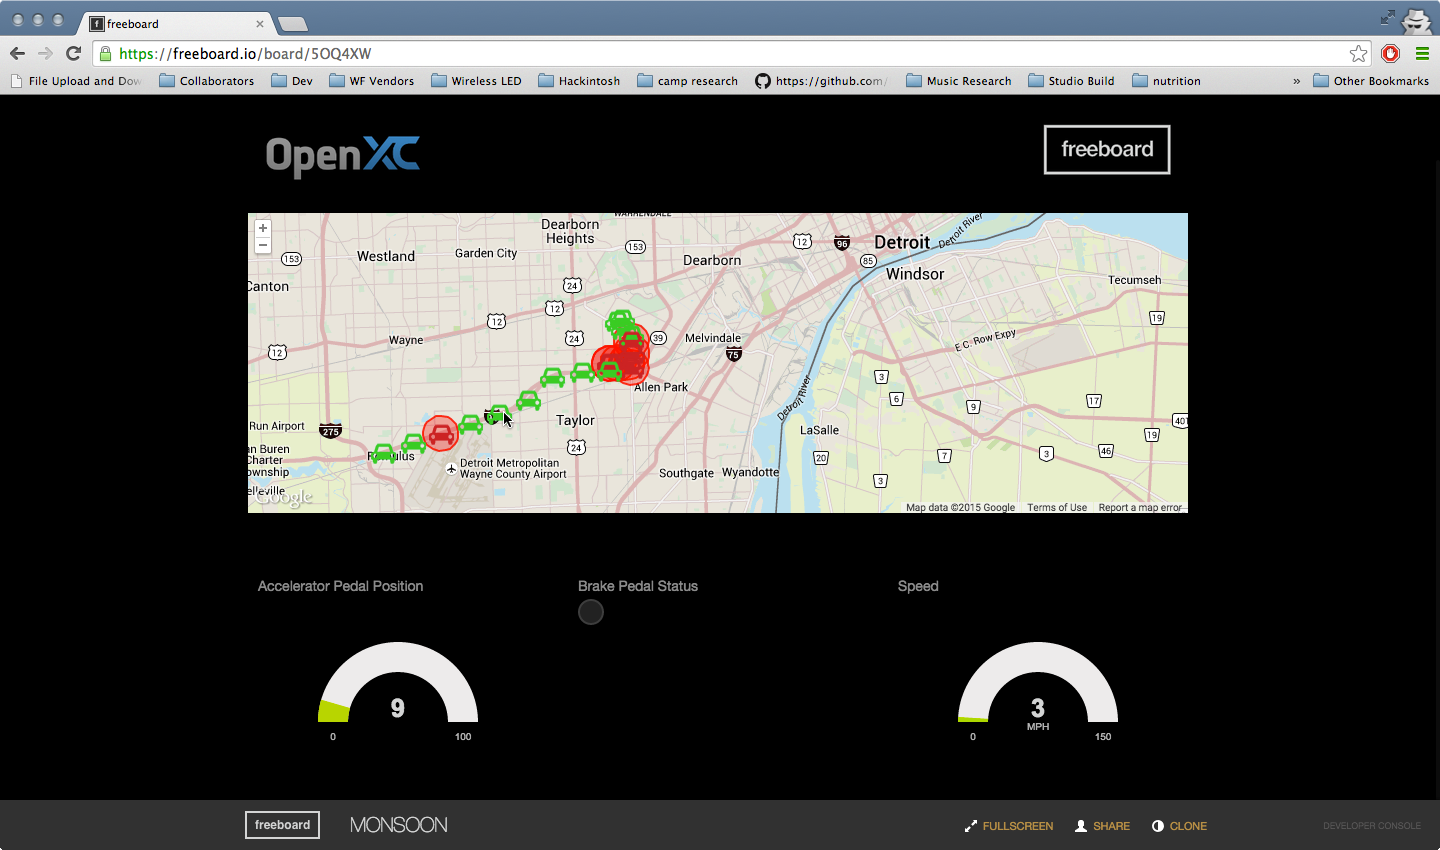 freeboard
https://freeboard.io/board/5OQ4XW
File Upload and Dow
Collaborators
Dev
WF Vendors
Wireless LED
Hackintosh
camp research
https://github.com/
Music Research
Studio Build
nutrition
»
Other Bookmarks
OpenXC
freeboard
+
−
WARRENDALE
Dearborn
Heights
153
12
96
Detroit
Detroit River
153
Westland
Garden City
Dearborn
85
Windsor
Canton
24
Tecumseh
12
12
19
Wayne
24
39
Melvindale
75
E C. Row Expy
12
3
Allen Park
6
9
17
Detroit River
Taylor
401
Run Airport
275
LaSalle
19
an Buren
Charter
ownship
elleville
24
7
3
46
20
Detroit Metropolitan
Wayne County Airport
Southgate
Wyandotte
3
Google
Map data ©2015 Google
Terms of Use
Report a map error
Accelerator Pedal Position
Brake Pedal Status
Speed
9
0
100
3
MPH
0
150
freeboard
MONSOON
FULLSCREEN
SHARE
CLONE
DEVELOPER CONSOLE